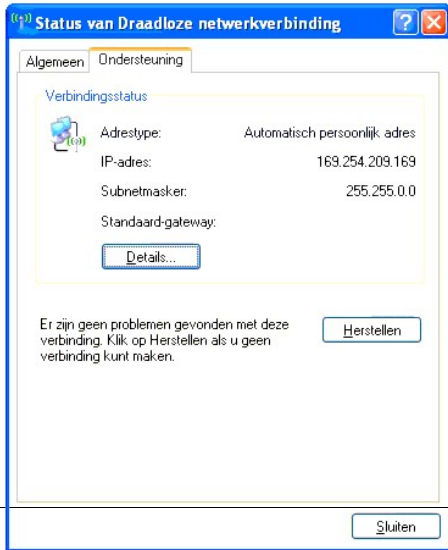 Status van Draadloze netwerkverbinding
Algemeen Ondersteuning
Verbindingsstatus
Adrestype: Automatisch persoonlijk adres
IP-adres: 169.254.209.169
Subnetmasker: 255.255.0.0
Standaard-gateway:
Details...
Er zijn geen problemen gevonden met deze
verbinding. Klik op Herstellen als u geen
verbinding kunt maken.
Herstellen
Sluiten